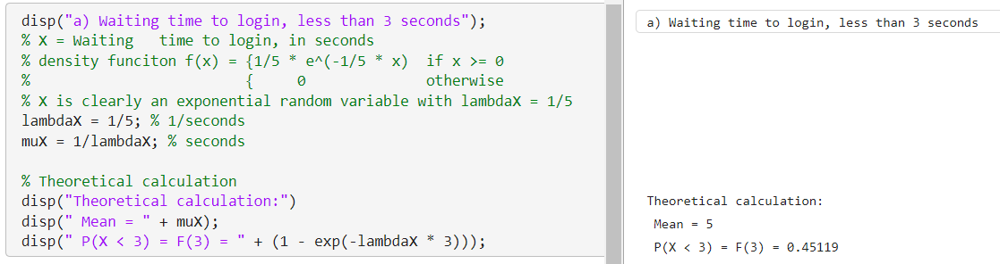 disp("a) Waiting time to login, less than 3 seconds");
% X = Waiting   time to login, in seconds
% density funciton f(x) = {1/5 * e^(-1/5 * x)  if x >= 0
%                         {     0              otherwise
% X is clearly an exponential random variable with lambdaX = 1/5
lambdaX = 1/5; % 1/seconds
muX = 1/lambdaX; % seconds
% Theoretical calculation
disp("Theoretical calculation:")
disp(" Mean = " + muX);
disp(" P(X < 3) = F(3) = " + (1 - exp(-lambdaX * 3)));
a) Waiting time to login, less than 3 seconds
Theoretical calculation:
Mean = 5
P(X < 3) = F(3) = 0.45119